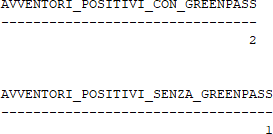 AVVENTORI_POSITIVI_CON_GREENPASS
--------------------------------
2
AVVENTORI_POSITIVI_SENZA_GREENPASS
----------------------------------
1